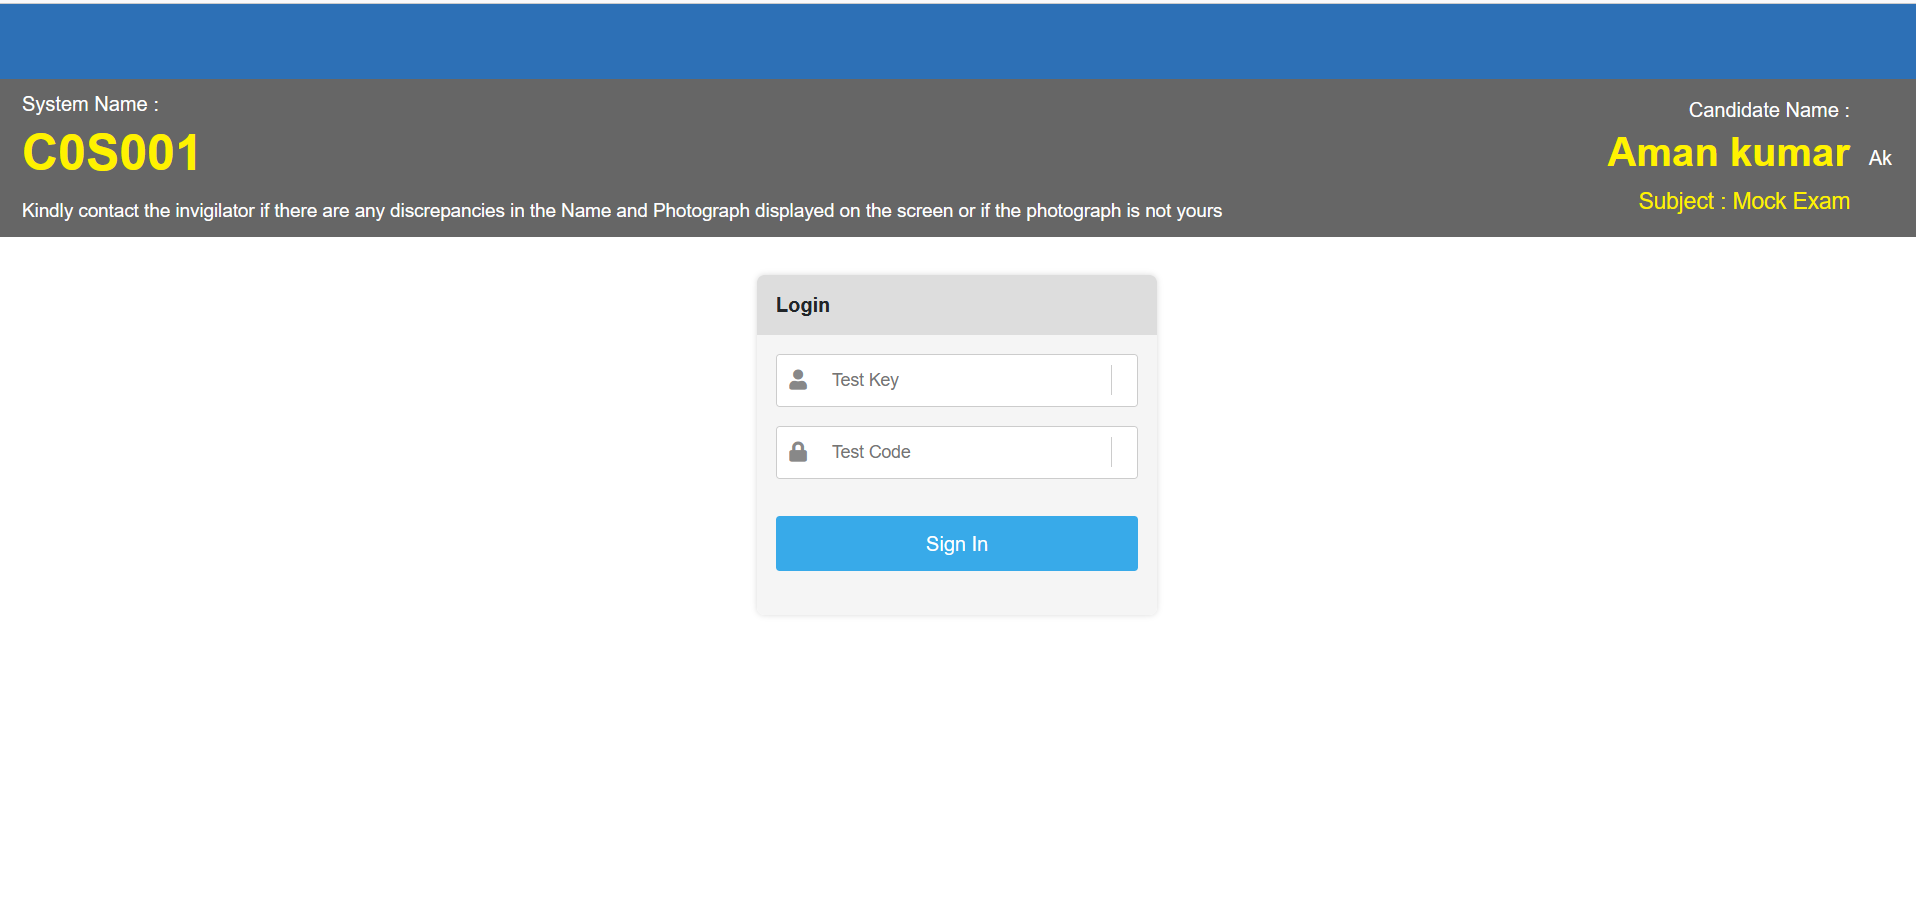 System Name :
C0S001
Kindly contact the invigilator if there are any discrepancies in the Name and Photograph displayed on the screen or if the photograph is not yours
Candidate Name :
Aman kumar
Ak
Subject : Mock Exam
Login
Test Key
Test Code
Sign In